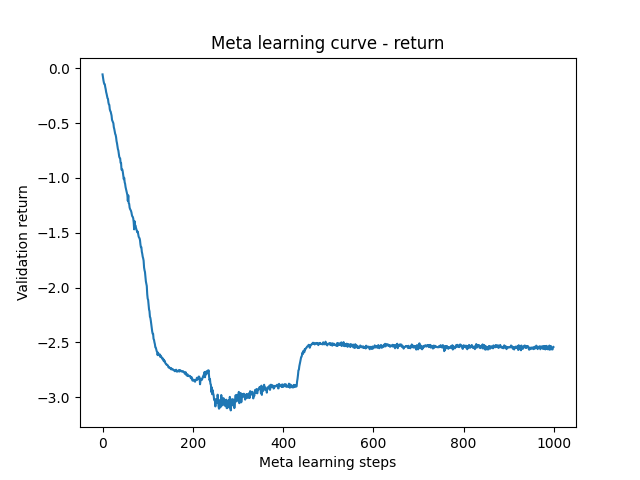 Meta learning curve - return
Validation return
0.0
−0.5
−1.0
−1.5
−2.0
−2.5
−3.0
0 200 400 600 800 1000
Meta learning steps